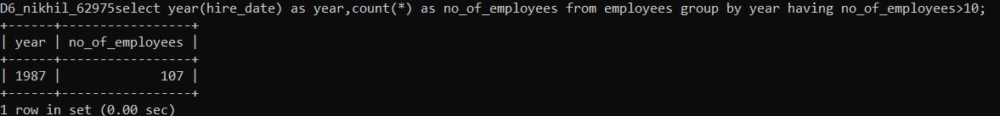 D6_nikhil_62975select year(hire_date) as year,count(*) as no_of_employees from employees group by year having no_of_employees>10;
+------+-----------------+
| year | no_of_employees |
+------+-----------------+
| 1987 |             107 |
+------+-----------------+
1 row in set (0.00 sec)